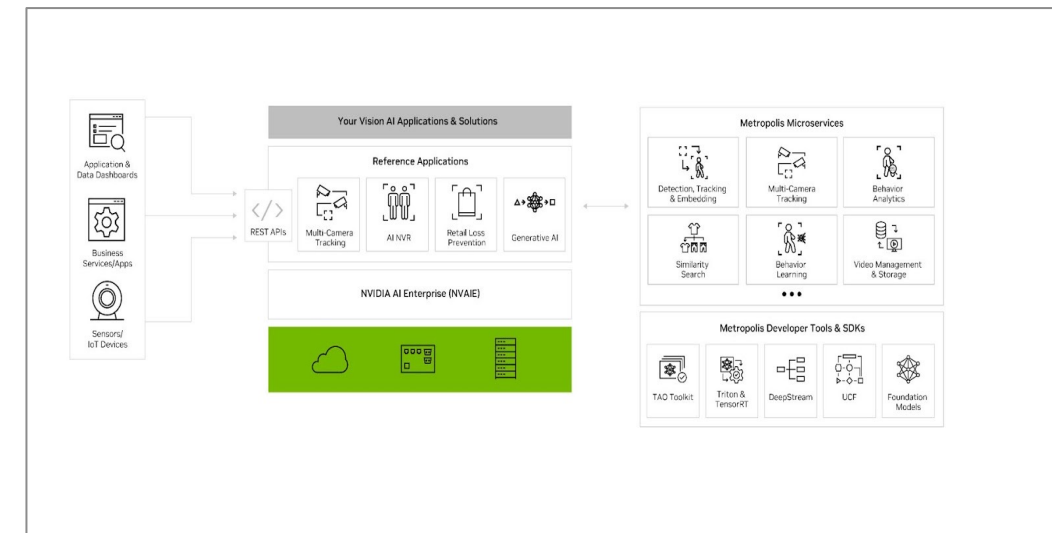 Application &
Data Dashboards
Business
Services/Apps
Sensors/
IoT Devices
</>
REST APIs
Your Vision AI Applications & Solutions
Reference Applications
Multi-Camera
Tracking
AI NVR
Retail Loss
Prevention
Generative AI
NVIDIA AI Enterprise (NVAIE)
Metropolis Microservices
Detection, Tracking
& Embedding
Multi-Camera
Tracking
Behavior
Analytics
Similarity
Search
Behavior
Learning
Video Management
& Storage
Metropolis Developer Tools & SDKs
TAO Toolkit
Triton &
TensorRT
DeepStream
UCF
Foundation
Models